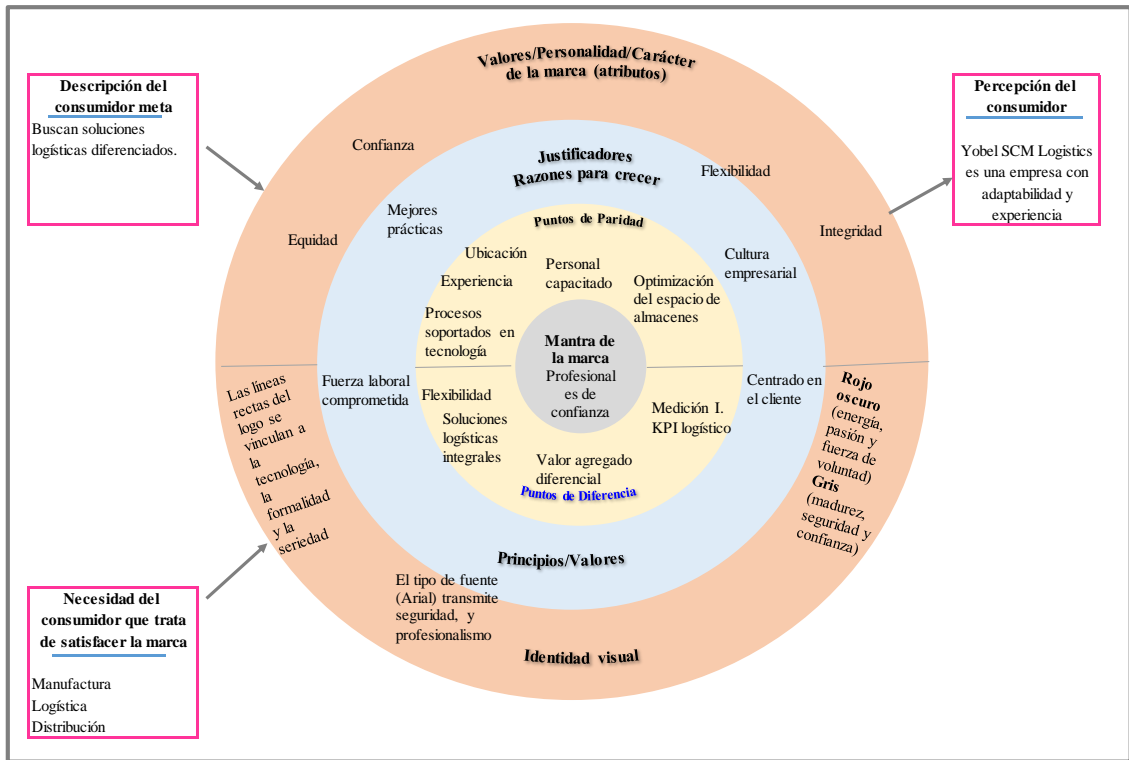 Valores/Personalidad/Carácter
de la marca (atributos)
Descripción del
consumidor meta
Buscan soluciones
logísticas diferenciados.
Percepción del
consumidor
Yobel SCM Logistics
es una empresa con
adaptabilidad y
experiencia
Confianza
Flexibilidad
Equidad
Integridad
Justificadores
Razones para crecer
Mejores
prácticas
Cultura
empresarial
Puntos de Paridad
Ubicación
Experiencia
Procesos
soportados en
tecnología
Personal
capacitado
Optimización
del espacio de
almacenes
Mantra de
la marca
Profesional
es de
confianza
Fuerza laboral
comprometida
Centrado en
el cliente
Flexibilidad
Soluciones
logísticas
integrales
Medición I.
KPI logístico
Valor agregado
diferencial
Puntos de Diferencia
Principios/Valores
Las líneas
rectas del
logo se
vinculan a
la
tecnología,
la
formalidad
y la
seriedad
Rojo
oscuro
(energía,
pasión y
fuerza de
voluntad)
Gris
(madurez,
seguridad y
confianza)
El tipo de fuente
(Arial) transmite
seguridad, y
profesionalismo
Identidad visual
Necesidad del
consumidor que trata
de satisfacer la marca
Manufactura
Logística
Distribución